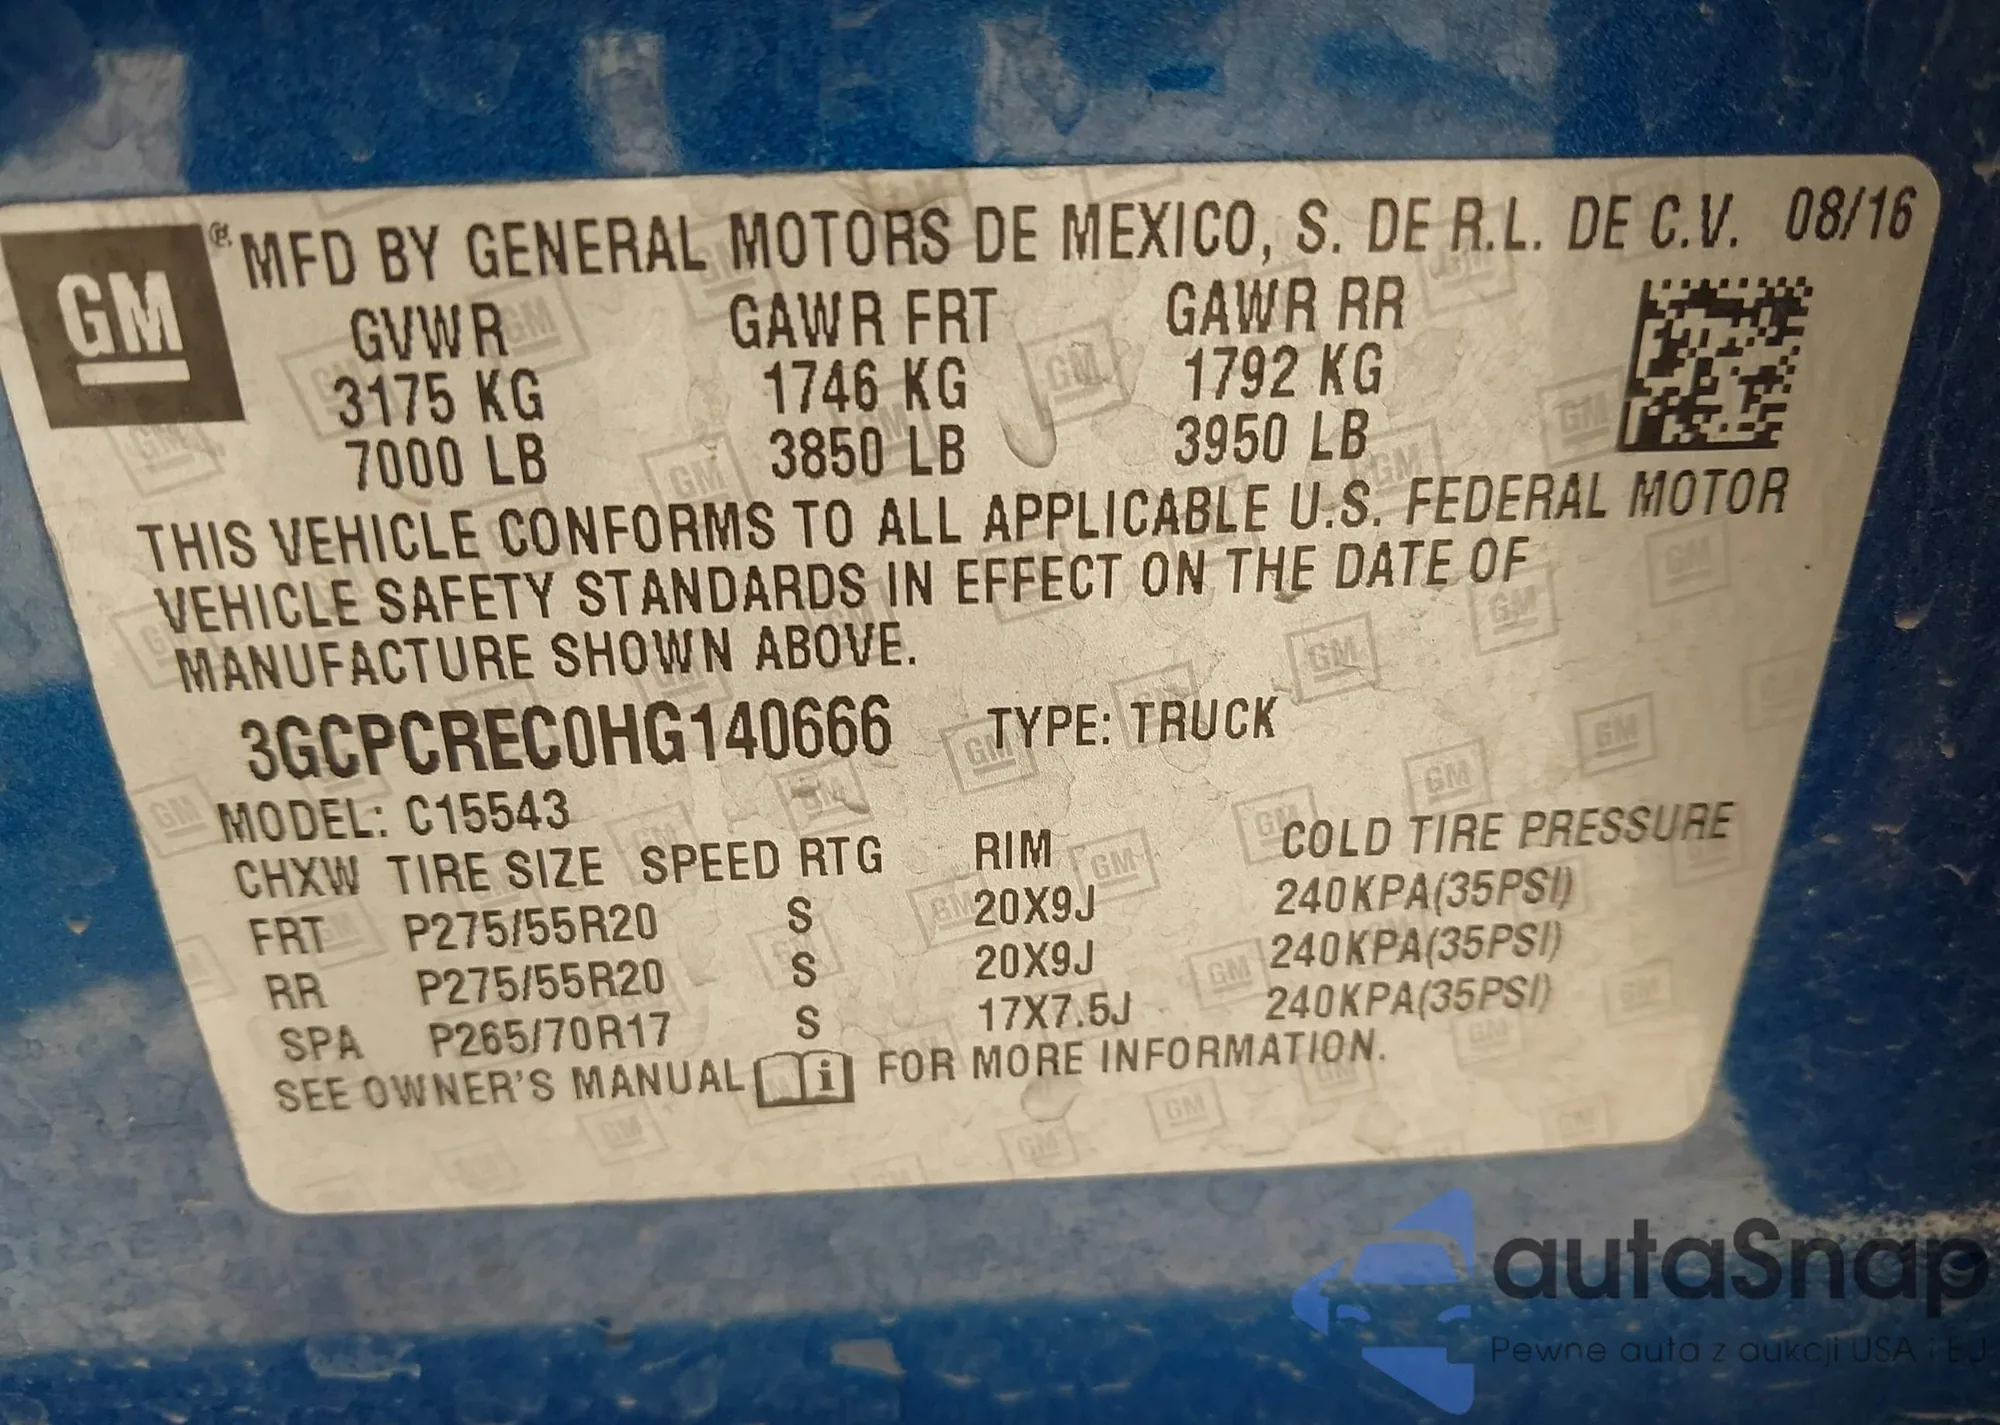 GM ® MFD BY GENERAL MOTORS DE MEXICO, S. DE R.L. DE C.V. 08/16
GVWR GAWR FRT GAWR RR
3175 KG 1746 KG 1792 KG
7000 LB 3850 LB 3950 LB
THIS VEHICLE CONFORMS TO ALL APPLICABLE U.S. FEDERAL MOTOR
VEHICLE SAFETY STANDARDS IN EFFECT ON THE DATE OF
MANUFACTURE SHOWN ABOVE.
3GCPCREC0HG140666 TYPE: TRUCK
MODEL: C15543
CHXW TIRE SIZE SPEED RTG RIM COLD TIRE PRESSURE
FRT P275/55R20 S 20X9J 240KPA(35PSI)
RR P275/55R20 S 20X9J 240KPA(35PSI)
SPA P265/70R17 S 17X7.5J 240KPA(35PSI)
SEE OWNER'S MANUAL i FOR MORE INFORMATION.
autaSnap
Pewne auta z aukcji USA i EU